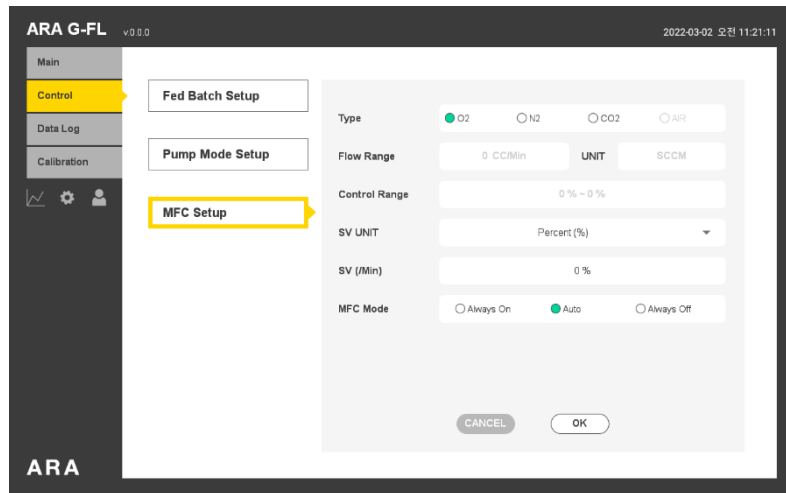 ARA G-FL v.0.0.0 2022-03-02 오전 11:21:11
Main
Control
Data Log
Calibration
Fed Batch Setup
Pump Mode Setup
MFC Setup
Type O2 N2 CO2 AIR
Flow Range 0 CC/Min UNIT SCCM
Control Range 0 % ~ 0 %
SV UNIT Percent (%)
SV (/Min) 0 %
MFC Mode Always On Auto Always Off
CANCEL OK
ARA